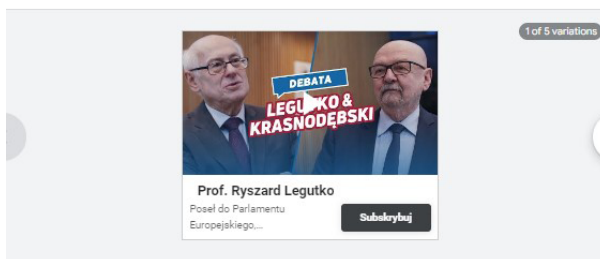 1 of 5 variations
DEBATA
LEGUTKO &
KRASNODĘBSKI
Prof. Ryszard Legutko
Poseł do Parlamentu
Europejskiego,...
Subskrybuj